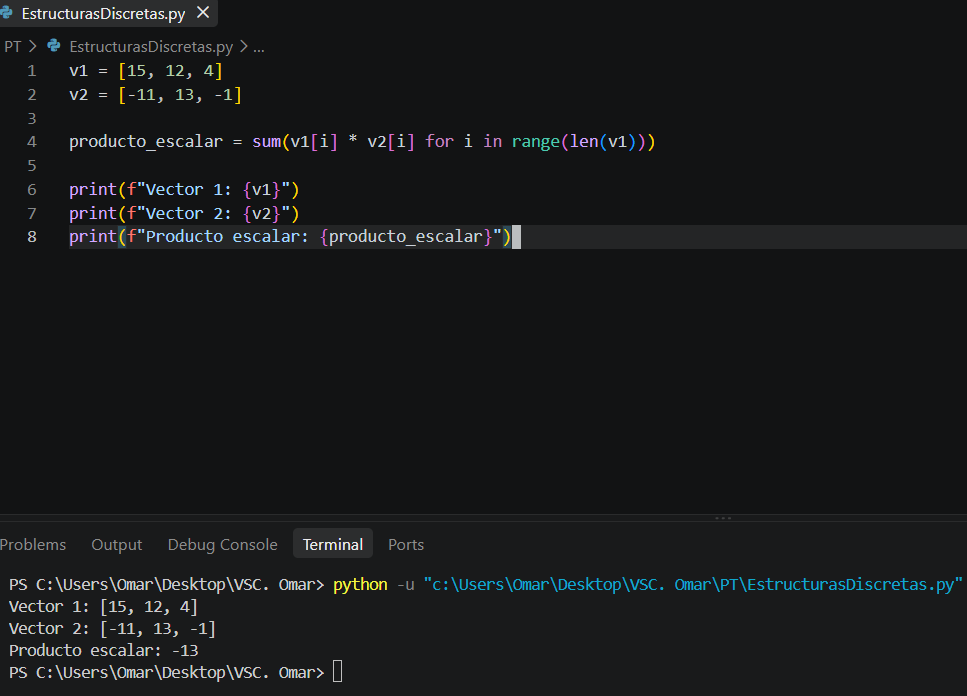 EstructurasDiscretas.py
PT > EstructurasDiscretas.py > ...
1 v1 = [15, 12, 4]
2 v2 = [-11, 13, -1]
3
4 producto_escalar = sum(v1[i] * v2[i] for i in range(len(v1)))
5
6 print(f"Vector 1: {v1}")
7 print(f"Vector 2: {v2}")
8 print(f"Producto escalar: {producto_escalar}")
Problems Output Debug Console Terminal Ports
PS C:\Users\Omar\Desktop\VSC. Omar> python -u "c:\Users\Omar\Desktop\VSC. Omar\PT\EstructurasDiscretas.py"
Vector 1: [15, 12, 4]
Vector 2: [-11, 13, -1]
Producto escalar: -13
PS C:\Users\Omar\Desktop\VSC. Omar>